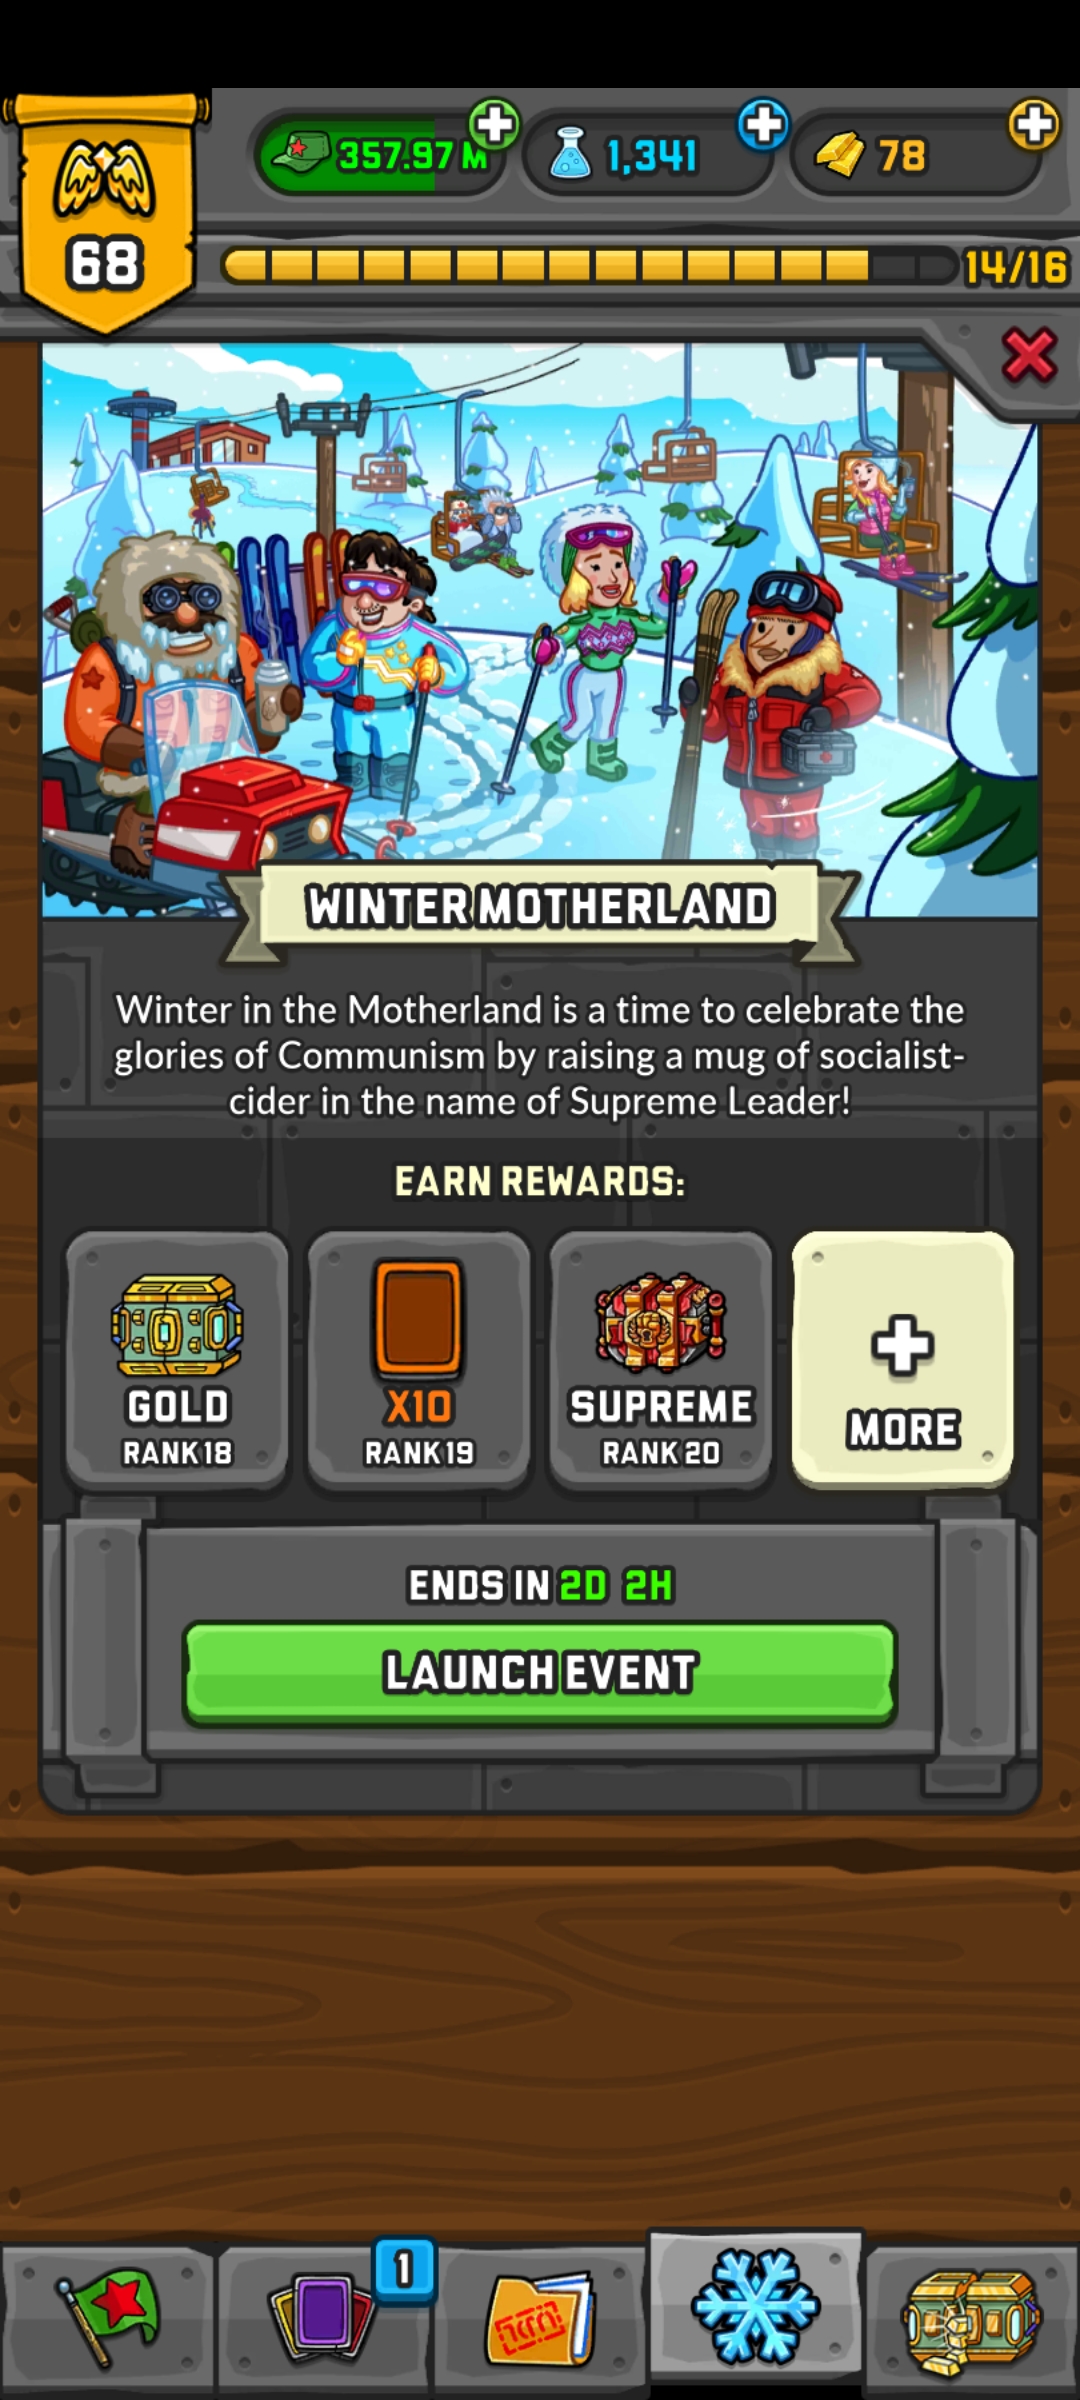 357.97 M
1,341
78
68
14/16
WINTER MOTHERLAND
Winter in the Motherland is a time to celebrate the
glories of Communism by raising a mug of socialist-
cider in the name of Supreme Leader!
EARN REWARDS:
GOLD
RANK 18
X10
RANK 19
SUPREME
RANK 20
MORE
ENDS IN 2D 2H
LAUNCH EVENT
1